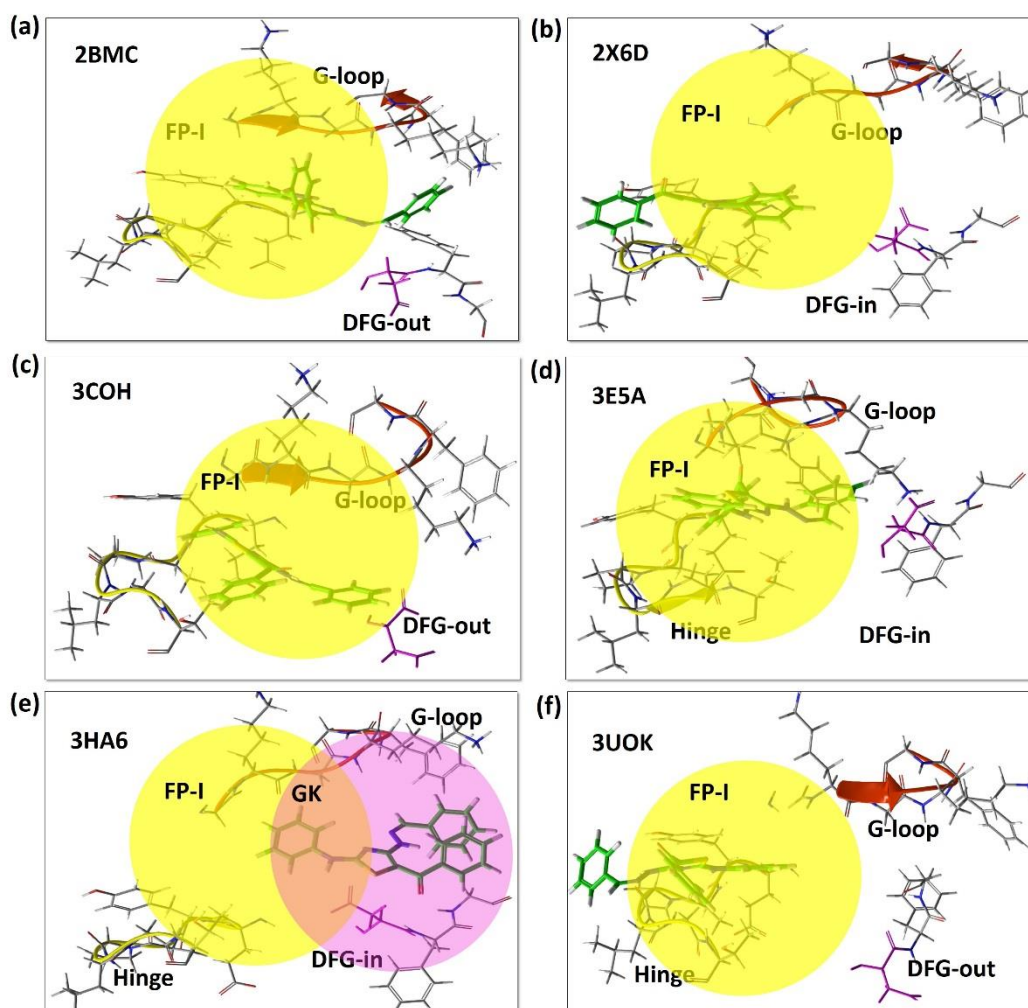 (a)
2BMC
G-loop
FP-I
DFG-out
(b)
2X6D
FP-I
G-loop
DFG-in
(c)
3COH
FP-I
G-loop
DFG-out
(d)
3E5A
G-loop
FP-I
Hinge
DFG-in
(e)
3HA6
G-loop
FP-I
GK
Hinge
DFG-in
(f)
3UOK
FP-I
G-loop
Hinge
DFG-out